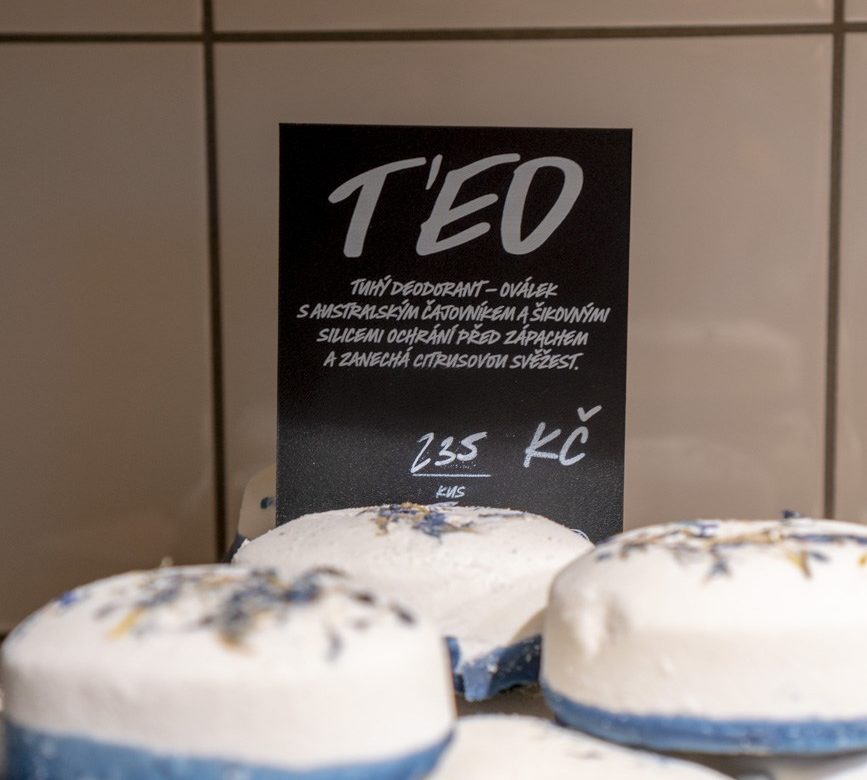 T'EO
TUHÝ DEODORANT – OVÁLEK
S AUSTRALSKÝM ČAJOVNÍKEM A ŠIKOVNÝMI
SILICEMI OCHRÁNÍ PŘED ZÁPACHEM
A ZANECHÁ CITRUSOVOU SVĚŽEST.
235 KČ
KUS